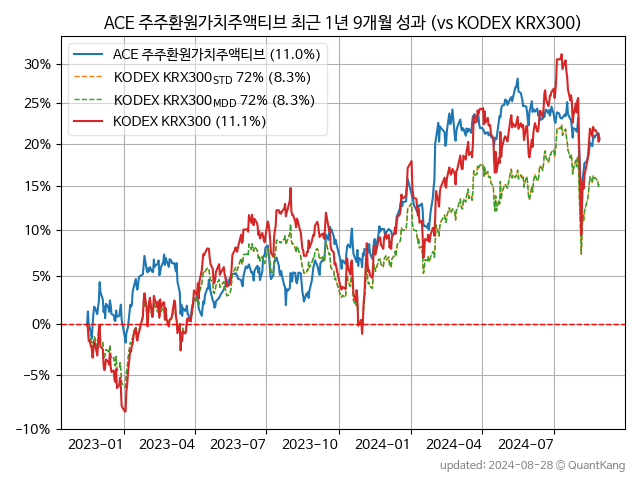 ACE 주주환원가치주액티브 최근 1년 9개월 성과 (vs KODEX KRX300)
ACE 주주환원가치주액티브 (11.0%)
KODEX KRX300STD 72% (8.3%)
KODEX KRX300MDD 72% (8.3%)
KODEX KRX300 (11.1%)
30%
25%
20%
15%
10%
5%
0%
−5%
−10%
2023-01
2023-04
2023-07
2023-10
2024-01
2024-04
2024-07
updated: 2024-08-28 © QuantKang